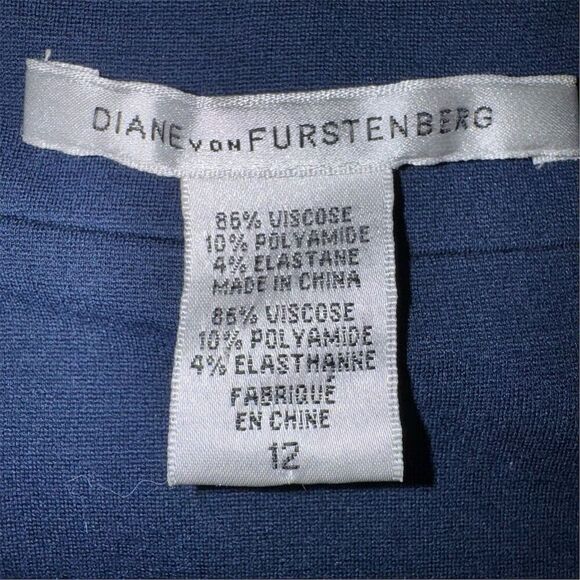 DIANE VON FURSTENBERG
86% VISCOSE
10% POLYAMIDE
4% ELASTANE
MADE IN CHINA
86% VISCOSE
10% POLYAMIDE
4% ELASTHANNE
FABRIQUÉ
EN CHINE
12